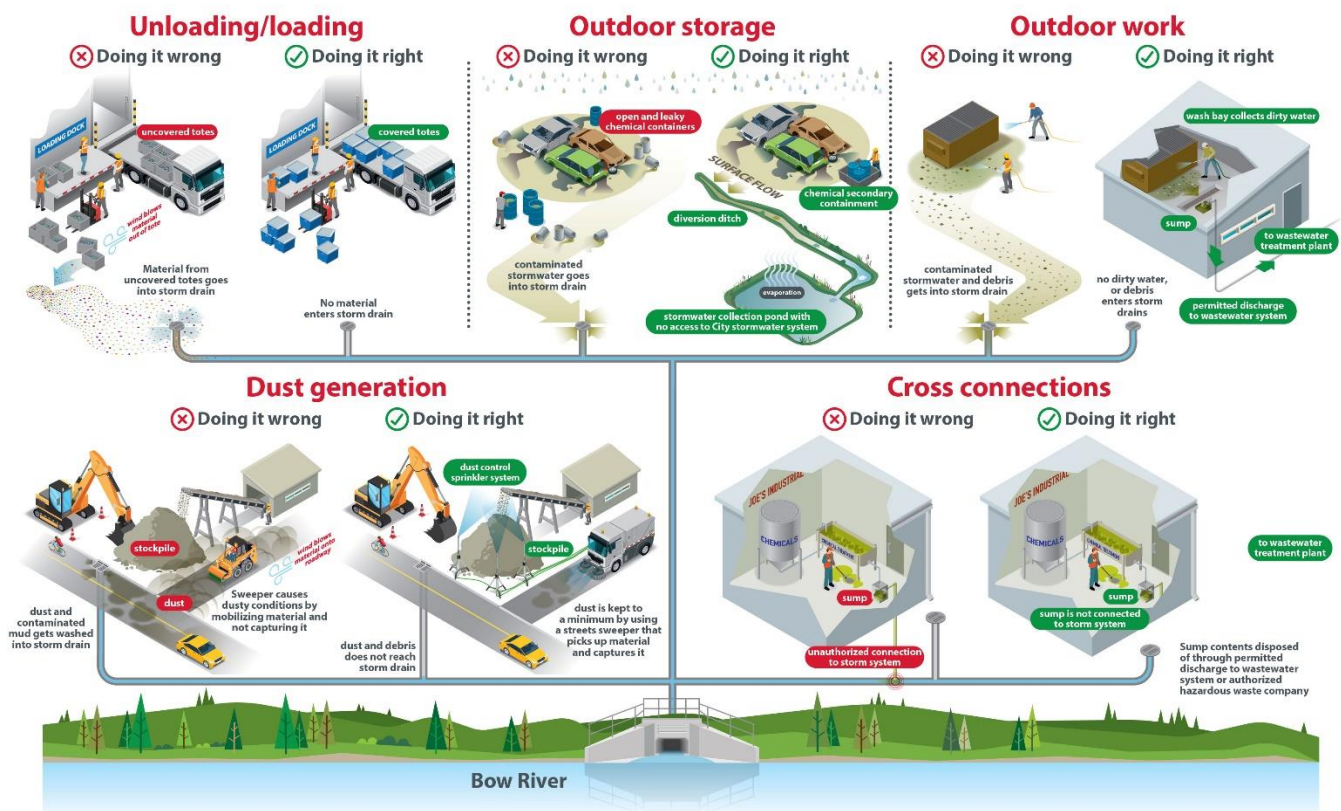 Unloading/loading
Doing it wrong
Doing it right
LOADING DOCK
uncovered totes
wind blows
material
out of tote
Material from
uncovered totes goes
into storm drain
LOADING DOCK
covered totes
No material
enters storm drain
Outdoor storage
Doing it wrong
Doing it right
open and leaky
chemical containers
contaminated
stormwater goes
into storm drain
SURFACE FLOW
chemical secondary
containment
diversion ditch
evaporation
stormwater collection pond with
no access to City stormwater system
Outdoor work
Doing it wrong
Doing it right
contaminated
stormwater and debris
gets into storm drain
wash bay collects dirty water
sump
to wastewater
treatment plant
no dirty water,
or debris
enters storm
drains
permitted discharge
to wastewater system
Dust generation
Doing it wrong
Doing it right
stockpile
wind blows
material onto
roadway
dust
dust and
contaminated
mud gets washed
into storm drain
Sweeper causes
dusty conditions by
mobilizing material and
not capturing it
dust control
sprinkler system
stockpile
dust and debris
does not reach
storm drain
dust is kept to
a minimum by using
a streets sweeper that
picks up material
and captures it
Cross connections
Doing it wrong
Doing it right
JOE'S INDUSTRIAL
CHEMICALS
sump
unauthorized connection
to storm system
JOE'S INDUSTRIAL
CHEMICALS
sump
sump is not connected
to storm system
to wastewater
treatment plant
Sump contents disposed
of through permitted
discharge to wastewater
system or authorized
hazardous waste company
Bow River